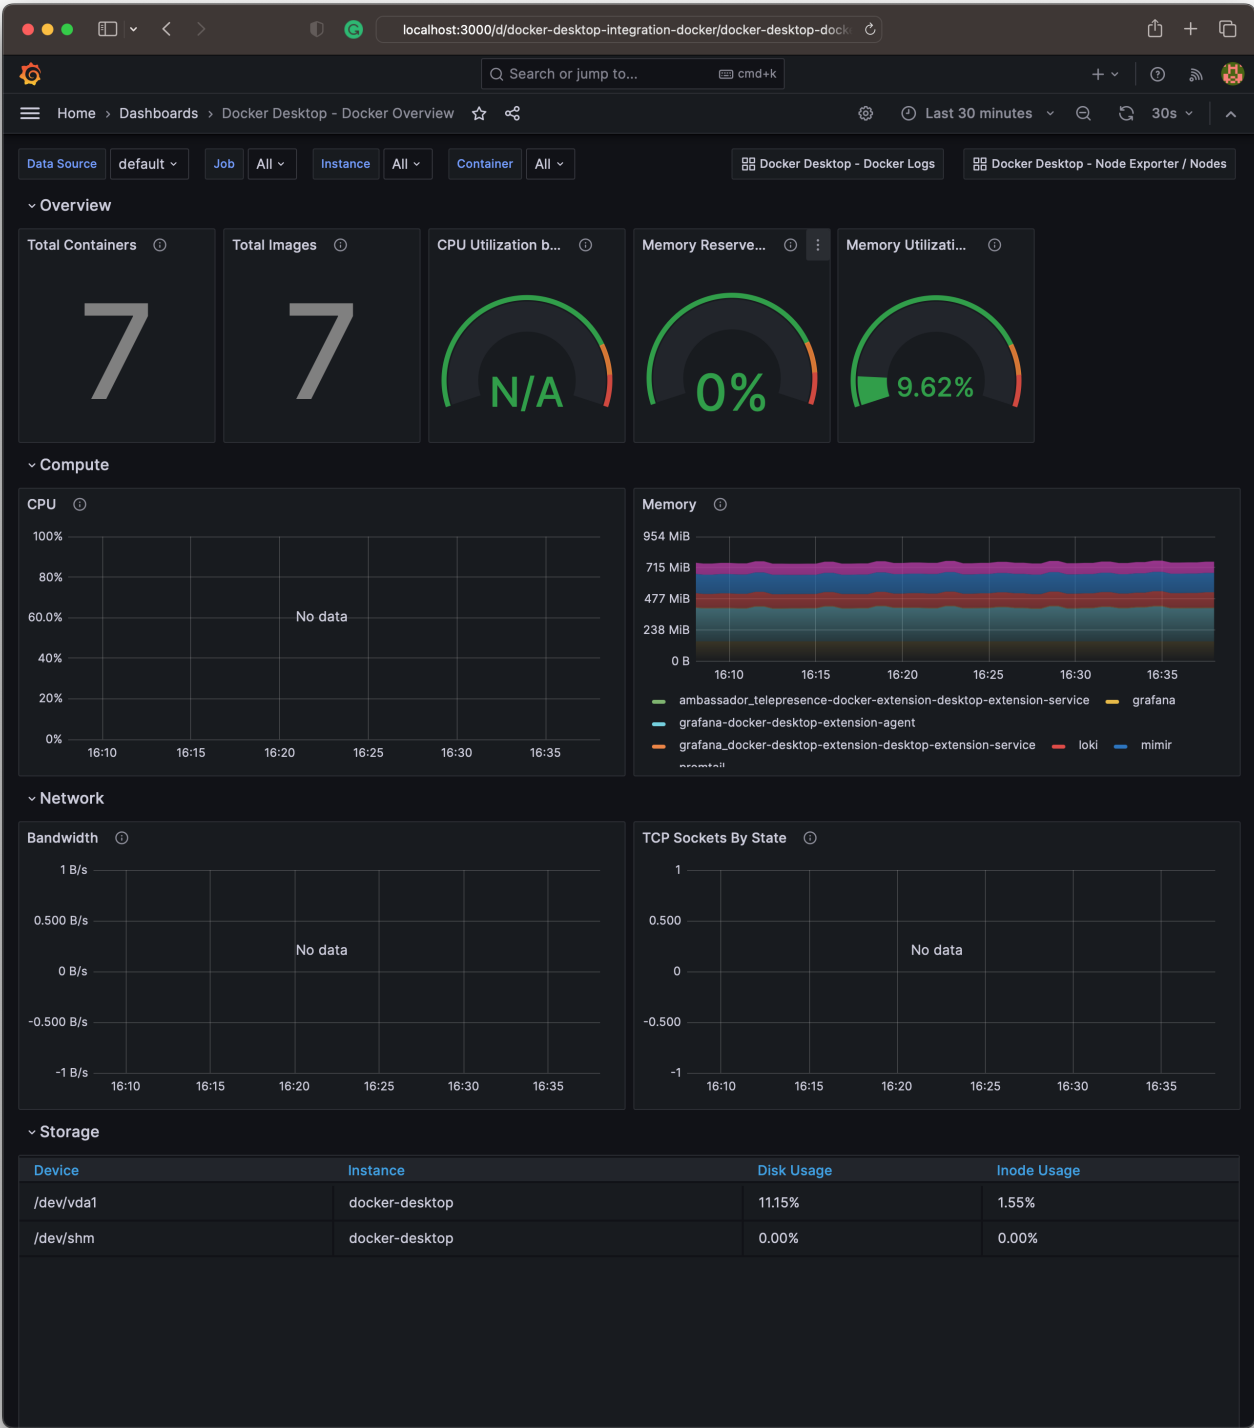 localhost:3000/d/docker-desktop-integration-docker/docker-desktop-dock
Search or jump to... cmd+k
Home › Dashboards › Docker Desktop - Docker Overview Last 30 minutes 30s
Data Source default Job All Instance All Container All Docker Desktop - Docker Logs Docker Desktop - Node Exporter / Nodes
Overview
Total Containers
7
Total Images
7
CPU Utilization b...
N/A
Memory Reserve...
0%
Memory Utilizati...
9.62%
Compute
CPU
100%
80%
60.0%
40%
20%
0%
No data
16:10 16:15 16:20 16:25 16:30 16:35
Memory
954 MiB
715 MiB
477 MiB
238 MiB
0 B
16:10 16:15 16:20 16:25 16:30 16:35
ambassador_telepresence-docker-extension-desktop-extension-service grafana
grafana-docker-desktop-extension-agent
grafana_docker-desktop-extension-desktop-extension-service loki mimir
promtail
Network
Bandwidth
1 B/s
0.500 B/s
0 B/s
-0.500 B/s
-1 B/s
No data
16:10 16:15 16:20 16:25 16:30 16:35
TCP Sockets By State
1
0.500
0
-0.500
-1
No data
16:10 16:15 16:20 16:25 16:30 16:35
Storage
Device Instance Disk Usage Inode Usage
/dev/vda1 docker-desktop 11.15% 1.55%
/dev/shm docker-desktop 0.00% 0.00%